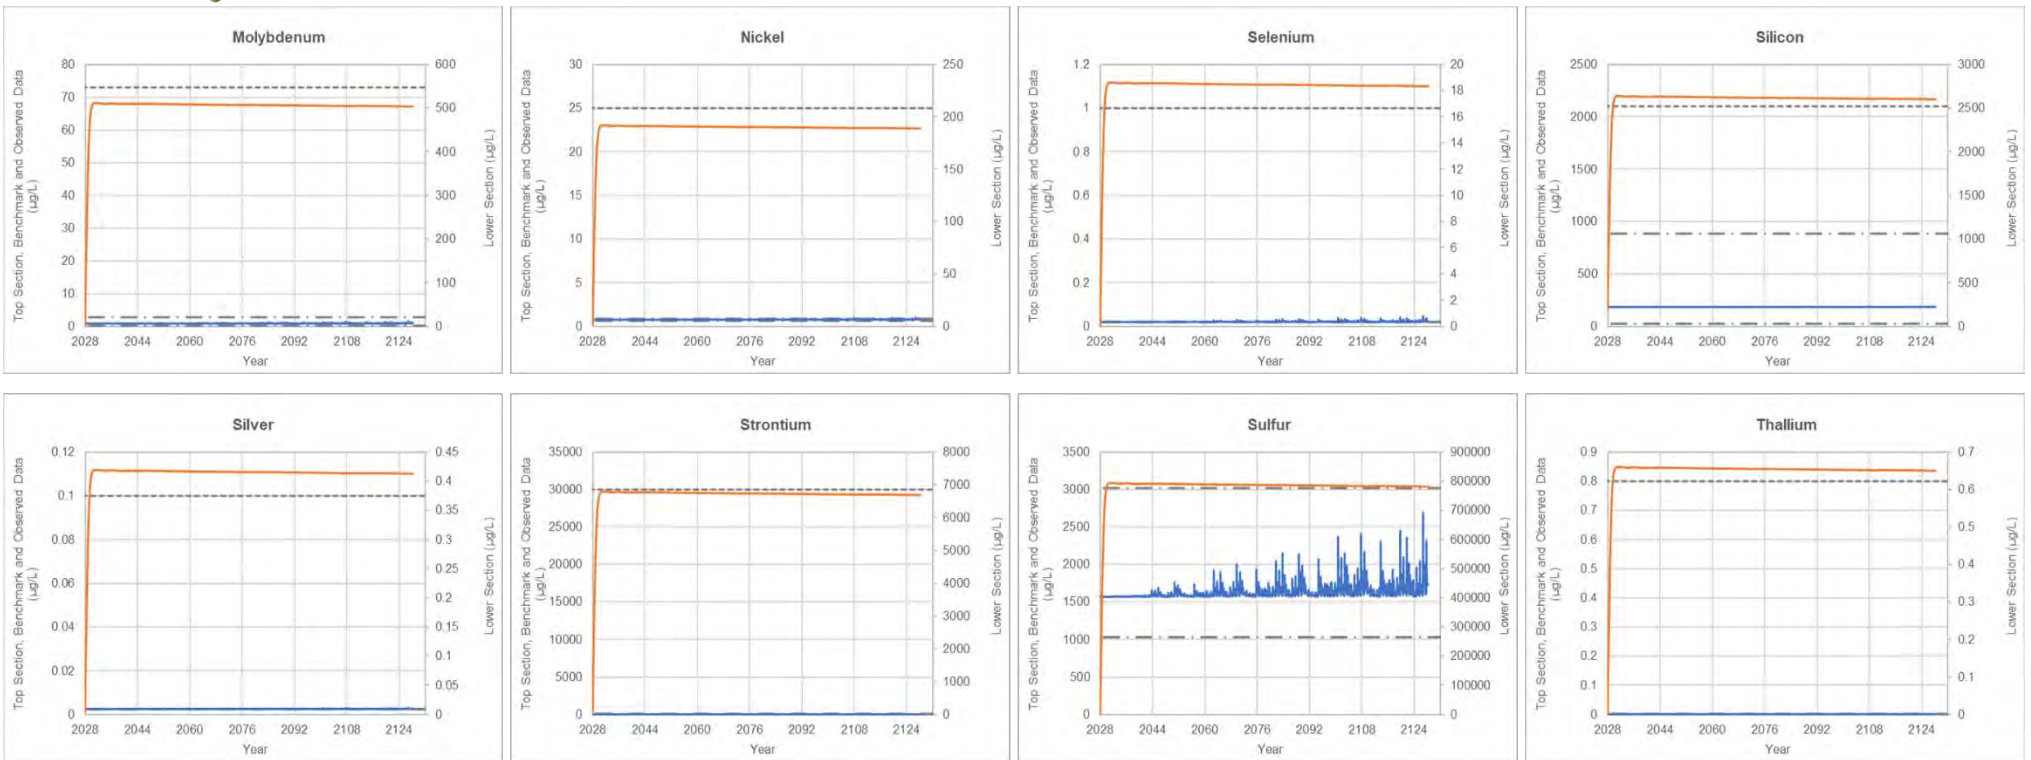 Molybdenum
Top Section, Benchmark and Observed Data
(µg/L)
80
70
60
50
40
30
20
10
0
600
500
400
300
200
100
0
Lower Section (µg/L)
2028 2044 2060 2076 2092 2108 2124
Year
Nickel
Top Section, Benchmark and Observed Data
(µg/L)
30
25
20
15
10
5
0
250
200
150
100
50
0
Lower Section (µg/L)
2028 2044 2060 2076 2092 2108 2124
Year
Selenium
Top Section, Benchmark and Observed Data
(µg/L)
1.2
1
0.8
0.6
0.4
0.2
0
20
18
16
14
12
10
8
6
4
2
0
Lower Section (µg/L)
2028 2044 2060 2076 2092 2108 2124
Year
Silicon
Top Section, Benchmark and Observed Data
(µg/L)
2500
2000
1500
1000
500
0
3000
2500
2000
1500
1000
500
0
Lower Section (µg/L)
2028 2044 2060 2076 2092 2108 2124
Year
Silver
Top Section, Benchmark and Observed Data
(µg/L)
0.12
0.1
0.08
0.06
0.04
0.02
0
0.45
0.4
0.35
0.3
0.25
0.2
0.15
0.1
0.05
0
Lower Section (µg/L)
2028 2044 2060 2076 2092 2108 2124
Year
Strontium
Top Section, Benchmark and Observed Data
(µg/L)
35000
30000
25000
20000
15000
10000
5000
0
8000
7000
6000
5000
4000
3000
2000
1000
0
Lower Section (µg/L)
2028 2044 2060 2076 2092 2108 2124
Year
Sulfur
Top Section, Benchmark and Observed Data
(µg/L)
3500
3000
2500
2000
1500
1000
500
0
900000
800000
700000
600000
500000
400000
300000
200000
100000
0
Lower Section (µg/L)
2028 2044 2060 2076 2092 2108 2124
Year
Thallium
Top Section, Benchmark and Observed Data
(µg/L)
0.9
0.8
0.7
0.6
0.5
0.4
0.3
0.2
0.1
0
0.7
0.6
0.5
0.4
0.3
0.2
0.1
0
Lower Section (µg/L)
2028 2044 2060 2076 2092 2108 2124
Year